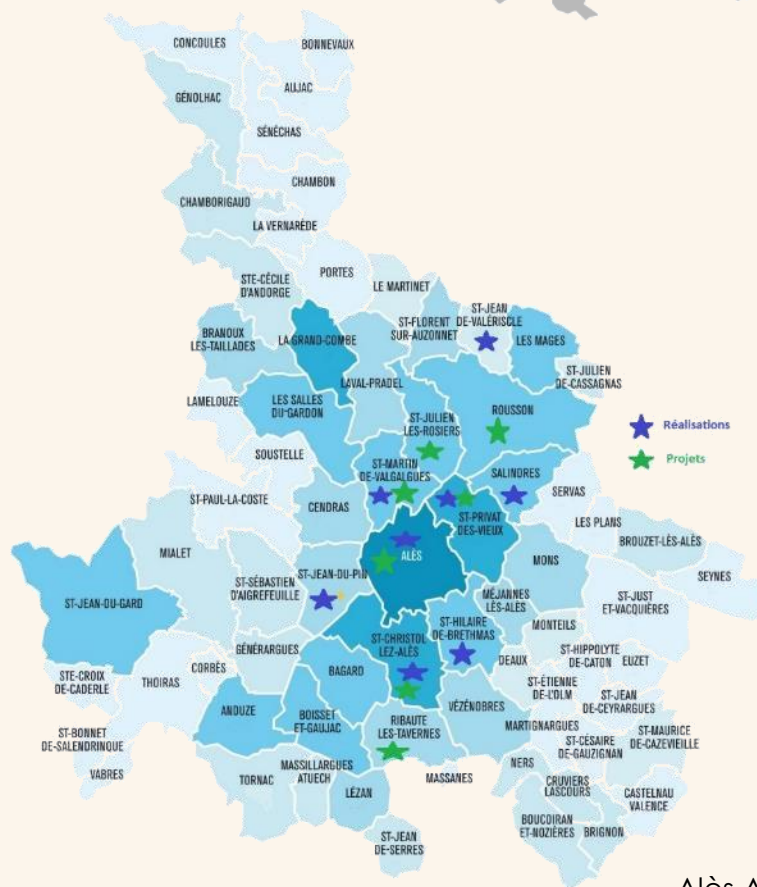 CONCOULES
BONNEVAUX
AUJAC
GÉNOLHAC
SÉNÉCHAS
CHAMBON
CHAMBORIGAUD
LA VERNARÈDE
PORTES
STE-CÉCILE
D'ANDORGE
LE MARTINET
ST-JEAN
DE-VALÉRISCLE
ST-FLORENT
SUR-AUZONNET
LES MAGES
BRANOUX
LES-TAILLADES
LA GRAND-COMBE
LAVAL-PRADEL
ST-JULIEN
DE-CASSAGNAS
LAMELOUZE
LES SALLES
DU-GARDON
ST-JULIEN
LES-ROSIERS
ROUSSON
Réalisations
Projets
SOUSTELLE
ST-MARTIN
DE-VALGALGUES
SALINDRES
SERVAS
ST-PAUL-LA-COSTE
CENDRAS
ST-PRIVAT
DES-VIEUX
LES PLANS
BROUZET-LÈS-ALÈS
MIALET
ALÈS
MONS
SEYNES
ST-JEAN-DU-PIN
ST-SÉBASTIEN
D'AIGREFEUILLE
ST-JEAN-DU-GARD
MÉJANNES
LÈS-ALÈS
ST-JUST
ET-VACQUIÈRES
ST-HILAIRE
DE-BRETHMAS
MONTEILS
ST-CHRISTOL
LEZ-ALÈS
GÉNÉRARGUES
ST-HIPPOLYTE
DE-CATON
EUZET
DEAUX
CORBÈS
BAGARD
STE-CROIX
DE-CADERLE
THOIRAS
ST-ÉTIENNE
DE-L'OLM
ST-JEAN
DE-CEYRARGUES
VÉZÉNOBRES
ANDUZE
BOISSET
ET-GAUJAC
RIBAUTE
LES-TAVERNES
MARTIGNARGUES
ST-MAURICE
DE-CAZEVIEILLE
ST-BONNET
DE-SALENDRINQUE
ST-CÉSAIRE
DE-GAUZIGNAN
VABRES
TORNAC
MASSILLARGUES
ATUECH
MASSANES
NERS
CRUVIERS
LASCOURS
LÉZAN
CASTELNAU
VALENCE
BOUCOIRAN
ET-NOZIÈRES
BRIGNON
ST-JEAN
DE-SERRES